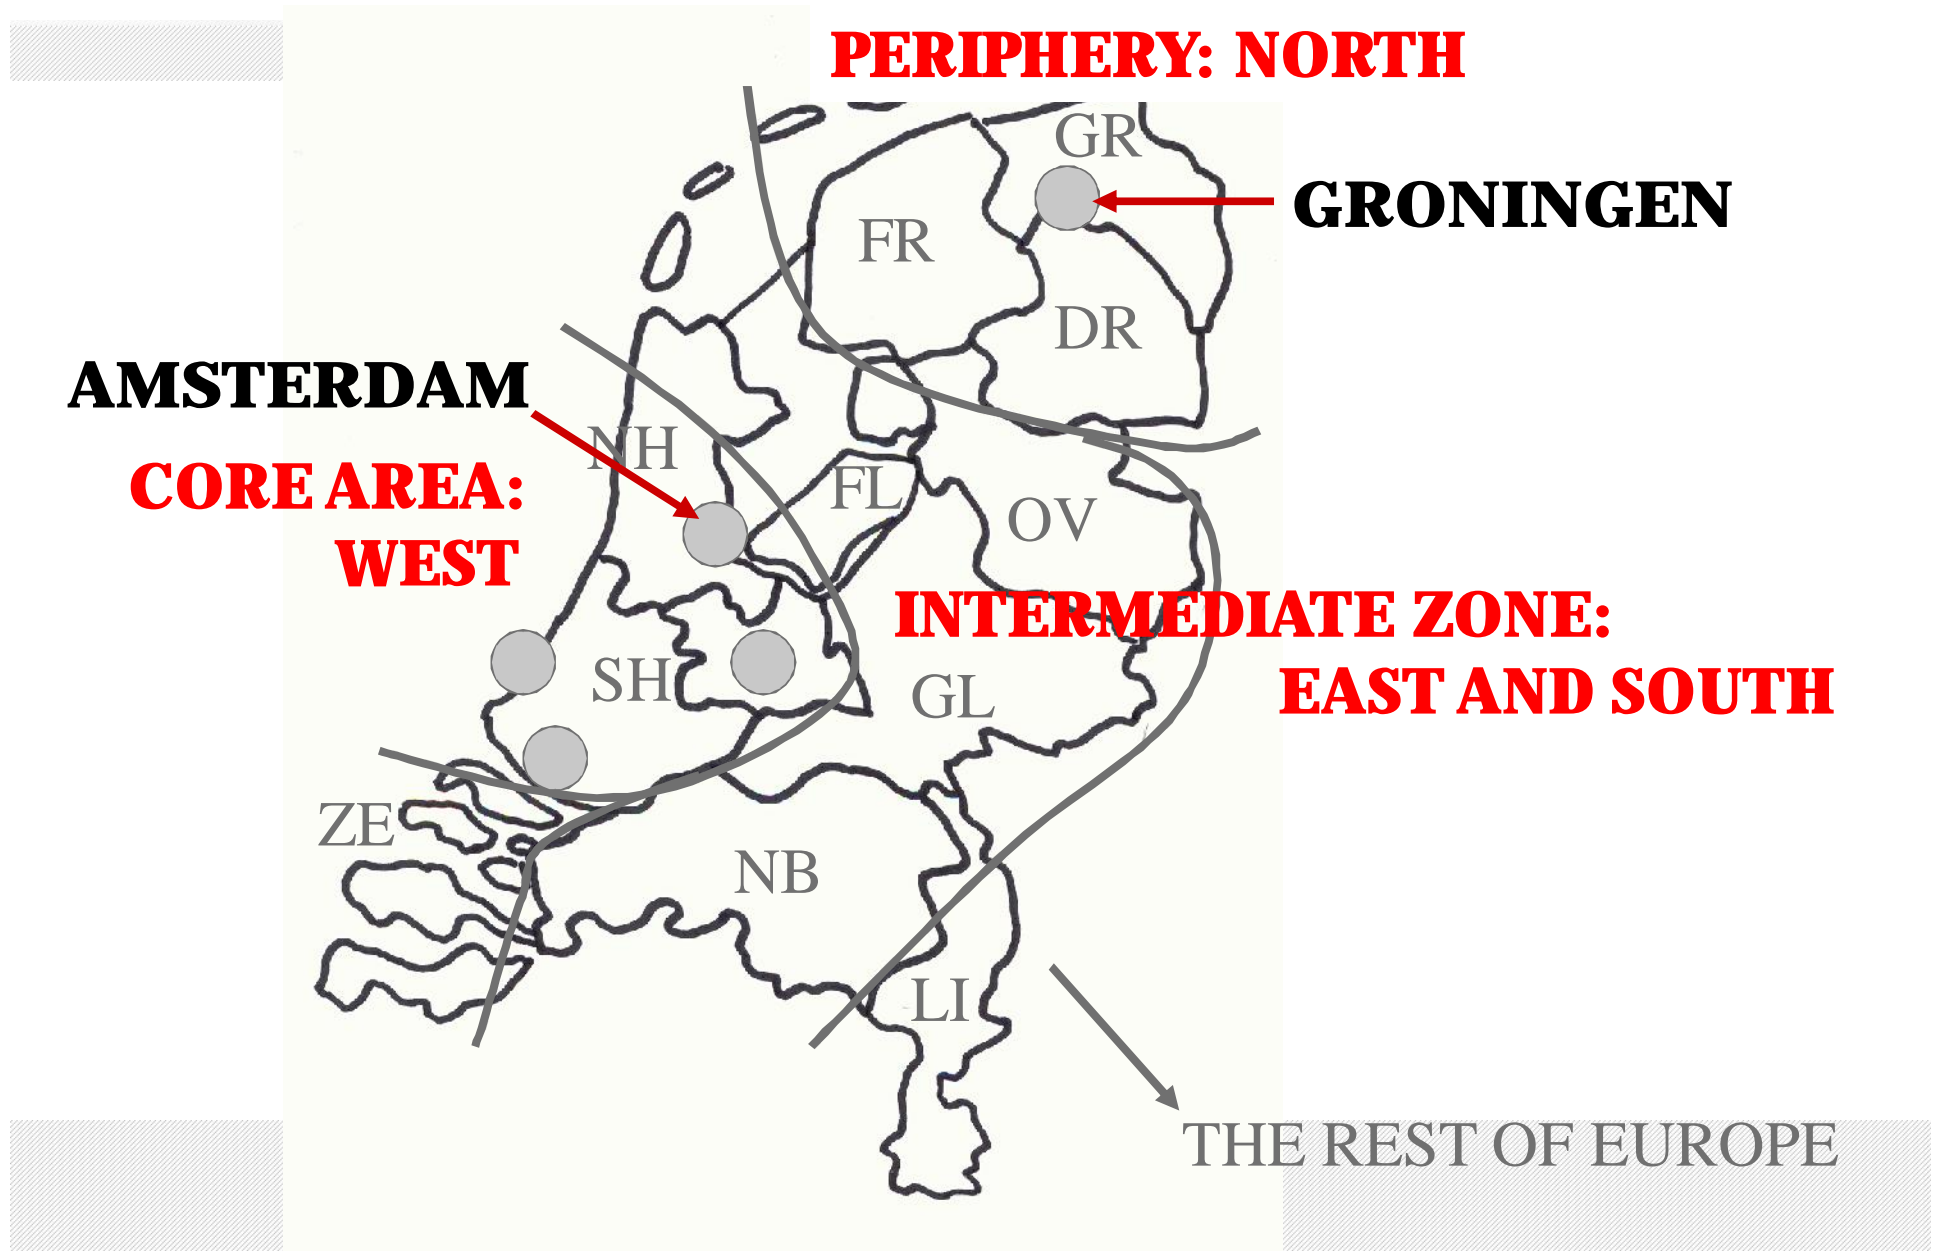 PERIPHERY: NORTH
GR
GRONINGEN
FR
DR
AMSTERDAM
NH
CORE AREA:
WEST
FL
OV
INTERMEDIATE ZONE:
EAST AND SOUTH
SH
GL
ZE
NB
LI
THE REST OF EUROPE